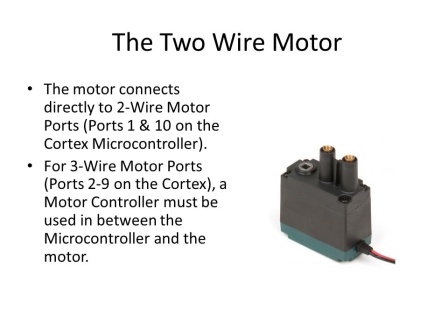 The Two Wire Motor
• The motor connects
directly to 2-Wire Motor
Ports (Ports 1 & 10 on the
Cortex Microcontroller).
• For 3-Wire Motor Ports
(Ports 2-9 on the Cortex), a
Motor Controller must be
used in between the
Microcontroller and the
motor.